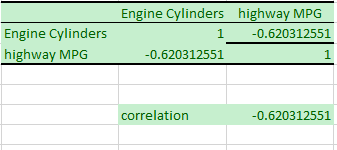 Engine Cylinders highway MPG
Engine Cylinders 1 -0.620312551
highway MPG -0.620312551 1
correlation -0.620312551